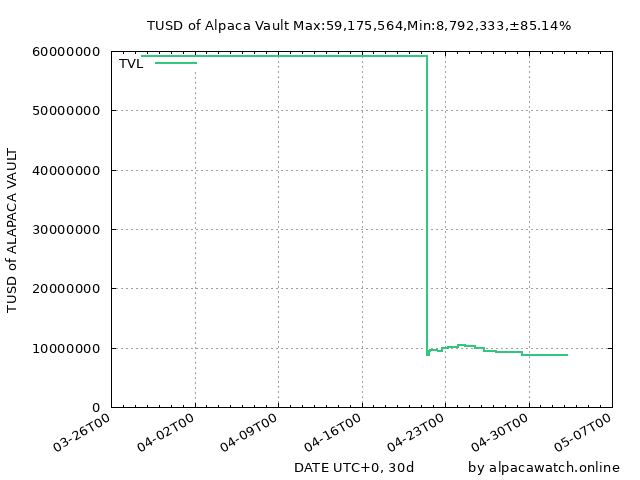 TUSD of Alpaca Vault Max:59,175,564,Min:8,792,333,±85.14%
TVL
60000000
50000000
40000000
30000000
20000000
10000000
0
TUSD of ALAPACA VAULT
03-26T00
04-02T00
04-09T00
04-16T00
04-23T00
04-30T00
05-07T00
DATE UTC+0, 30d
by alpacawatch.online